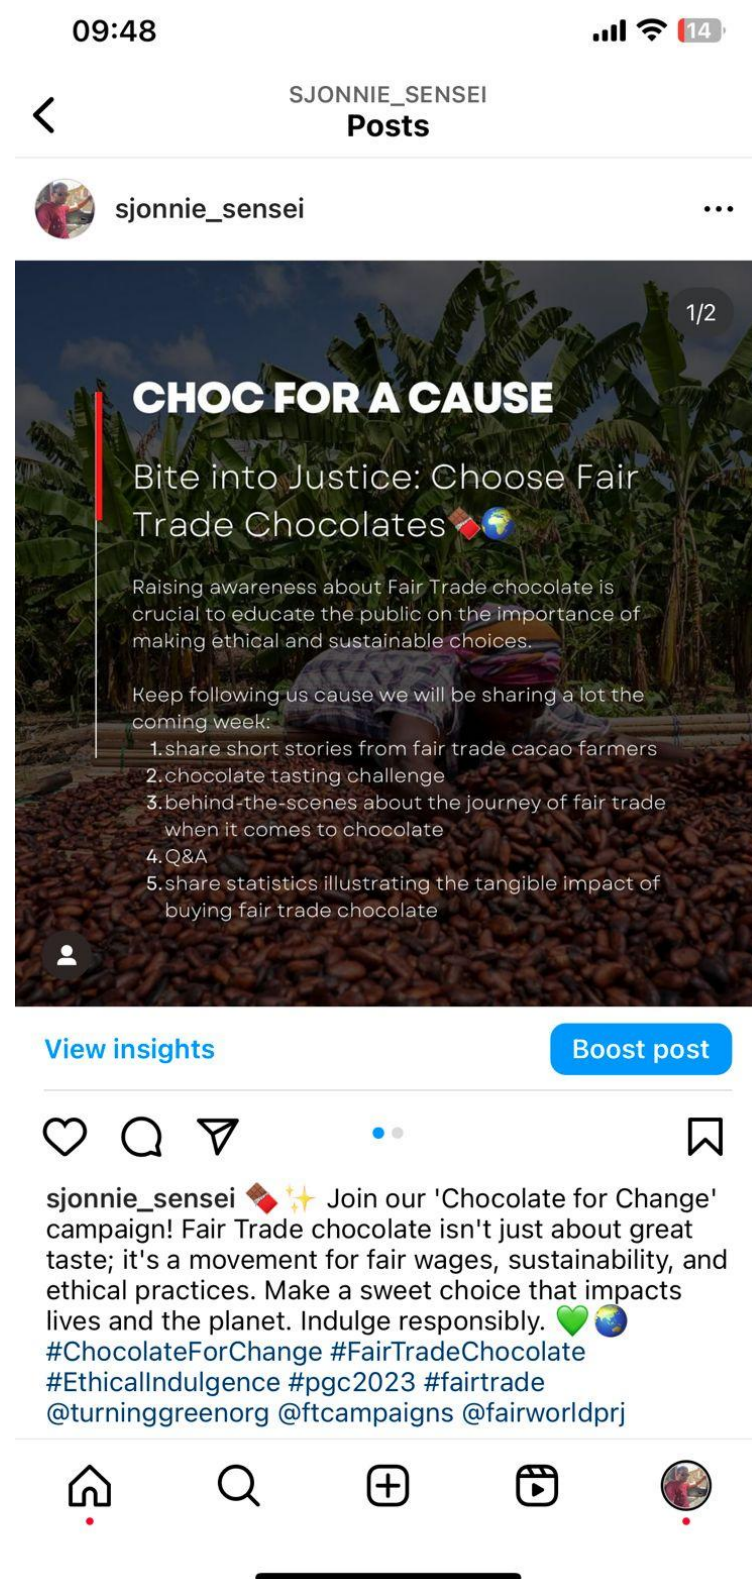 09:48
14
SJONNIE_SENSEI
Posts
sjonnie_sensei
1/2
CHOC FOR A CAUSE
Bite into Justice: Choose Fair
Trade Chocolates🍫🌍
Raising awareness about Fair Trade chocolate is
crucial to educate the public on the importance of
making ethical and sustainable choices.
Keep following us cause we will be sharing a lot the
coming week:
1.share short stories from fair trade cacao farmers
2.chocolate tasting challenge
3.behind-the-scenes about the journey of fair trade
when it comes to chocolate
4.Q&A
5.share statistics illustrating the tangible impact of
buying fair trade chocolate
View insights
Boost post
sjonnie_sensei 🍫✨ Join our 'Chocolate for Change'
campaign! Fair Trade chocolate isn't just about great
taste; it's a movement for fair wages, sustainability, and
ethical practices. Make a sweet choice that impacts
lives and the planet. Indulge responsibly. 💚🌏
#ChocolateForChange #FairTradeChocolate
#EthicalIndulgence #pgc2023 #fairtrade
@turninggreenorg @ftcampaigns @fairworldprj